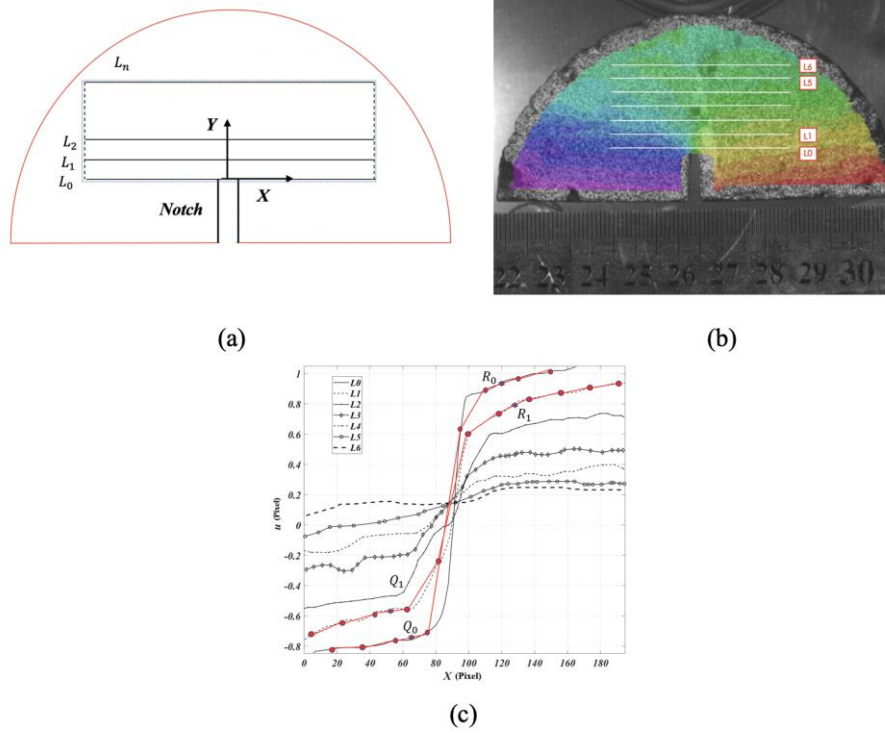 L_n
L_2
L_1
L_0
Y
X
Notch
(a)
L6
L5
L1
L0
22 23 24 25 26 27 28 29 30
(b)
L0
L1
L2
L3
L4
L5
L6
R_0
R_1
Q_1
Q_0
u (Pixel)
1
0.8
0.6
0.4
0.2
0
-0.2
-0.4
-0.6
-0.8
0 20 40 60 80 100 120 140 160 180
X (Pixel)
(c)